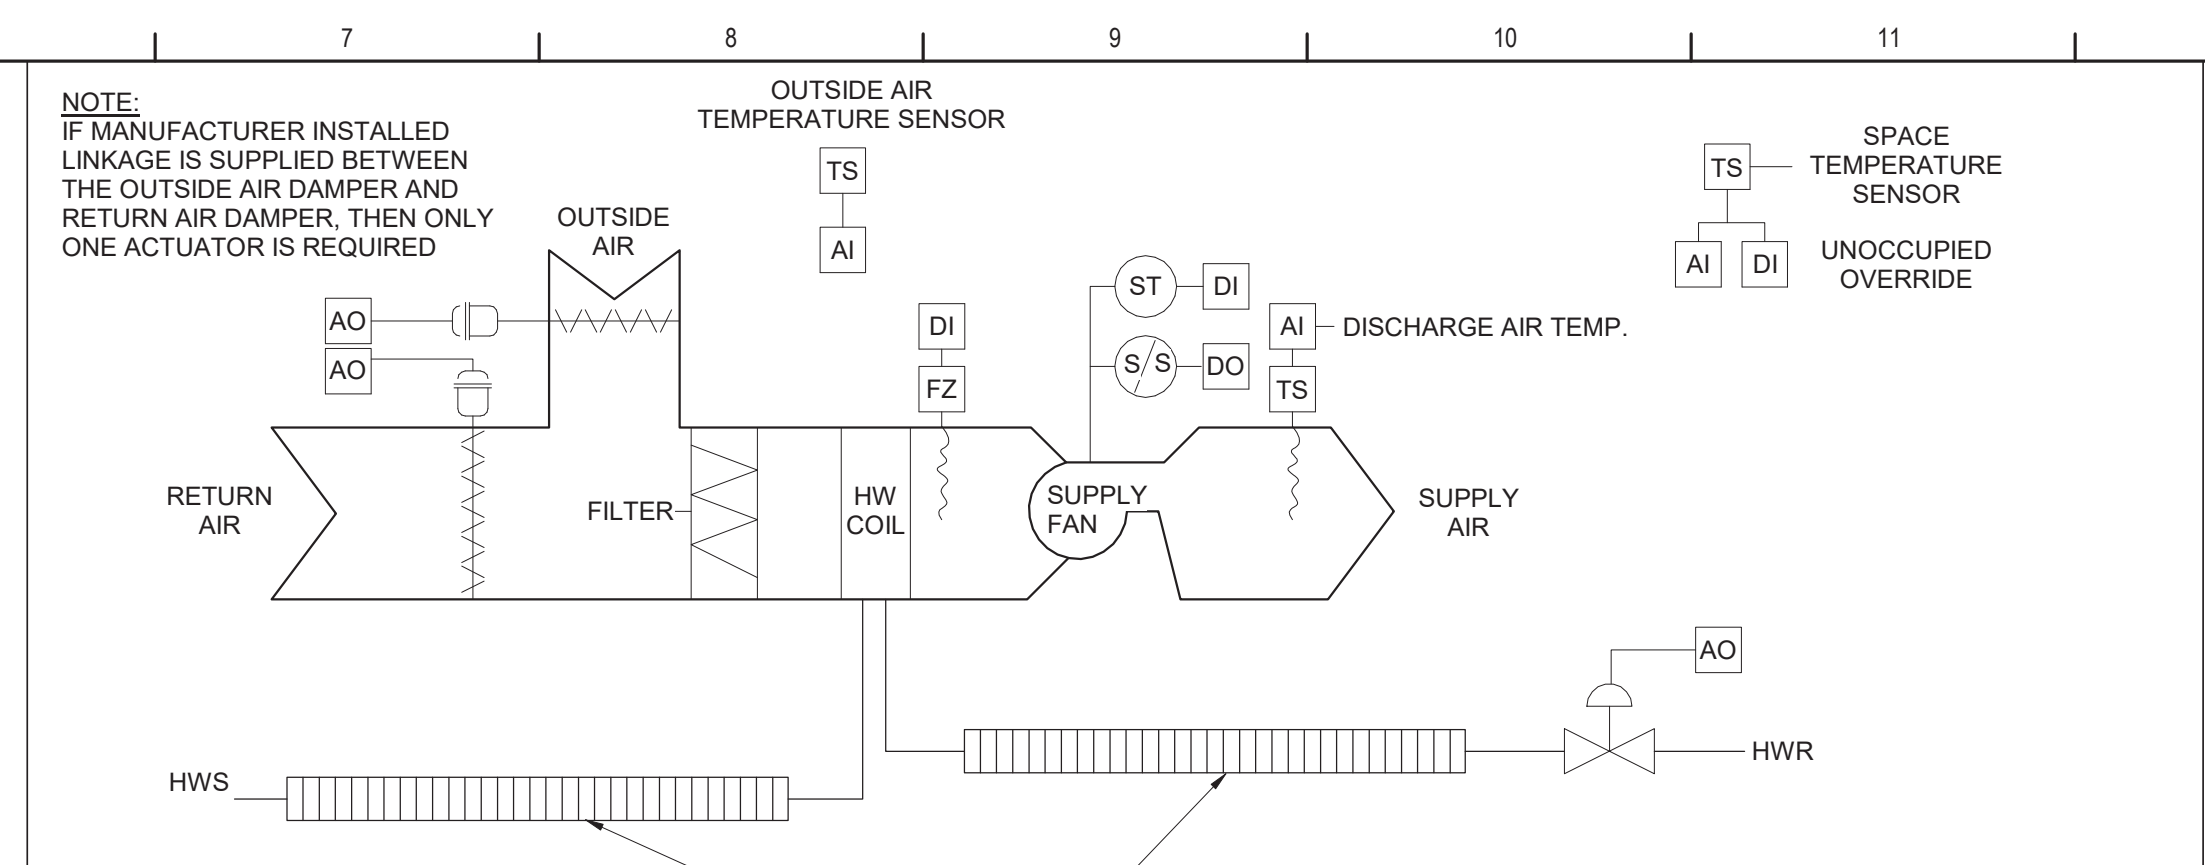 7
8
9
10
11
NOTE:
IF MANUFACTURER INSTALLED
LINKAGE IS SUPPLIED BETWEEN
THE OUTSIDE AIR DAMPER AND
RETURN AIR DAMPER, THEN ONLY
ONE ACTUATOR IS REQUIRED
OUTSIDE AIR
TEMPERATURE SENSOR
TS
AI
SPACE
TEMPERATURE
SENSOR
TS
AI
DI
UNOCCUPIED
OVERRIDE
OUTSIDE
AIR
AO
AO
DI
FZ
ST
DI
S/S
DO
AI
DISCHARGE AIR TEMP.
TS
RETURN
AIR
FILTER
HW
COIL
SUPPLY
FAN
SUPPLY
AIR
AO
HWR
HWS